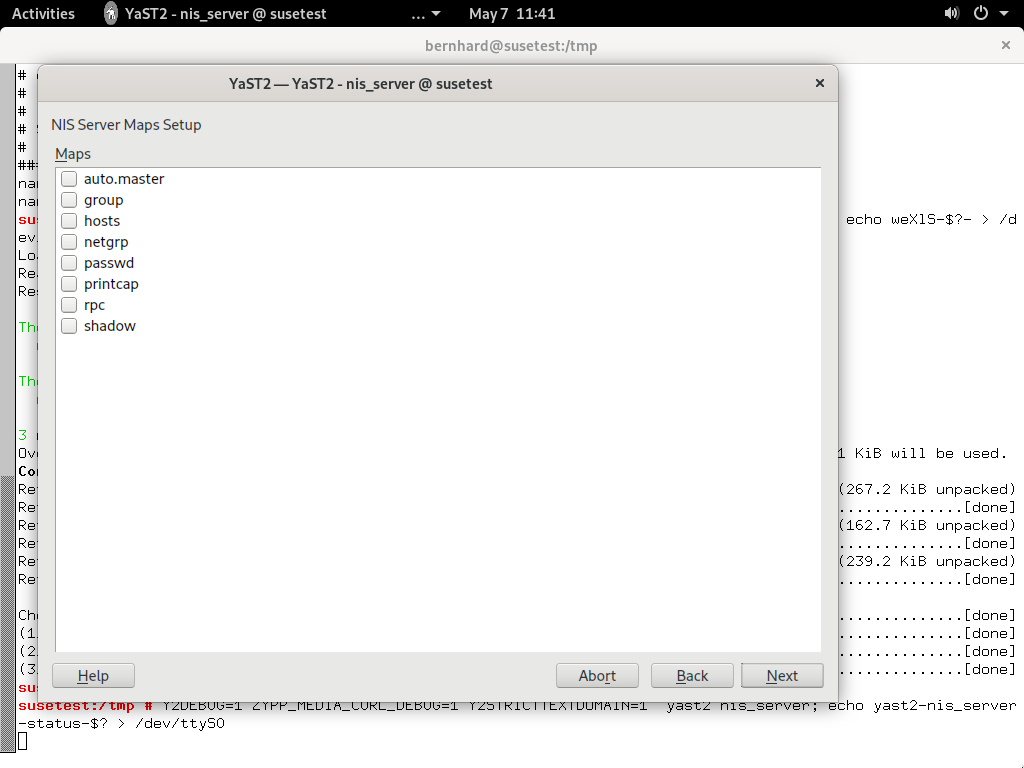 Activities YaST2 - nis_server @ susetest ... May 7 11:41
bernhard@susetest:/tmp
YaST2 — YaST2 - nis_server @ susetest
NIS Server Maps Setup
Maps
auto.master
group
hosts
netgrp
passwd
printcap
rpc
shadow
Help Abort Back Next
#
#
#
#
#
###
echo weXlS-$?- > /d
3
1 KiB will be used.
(267.2 KiB unpacked)
..............[done]
(162.7 KiB unpacked)
..............[done]
(239.2 KiB unpacked)
..............[done]
..............[done]
..............[done]
..............[done]
..............[done]
susetest:/tmp # Y2DEBUG=1 ZYPP_MEDIA_CURL_DEBUG=1 Y2STRICTTEXTDOMAIN=1 yast2 nis_server; echo yast2-nis_server
-status-$? > /dev/ttyS0